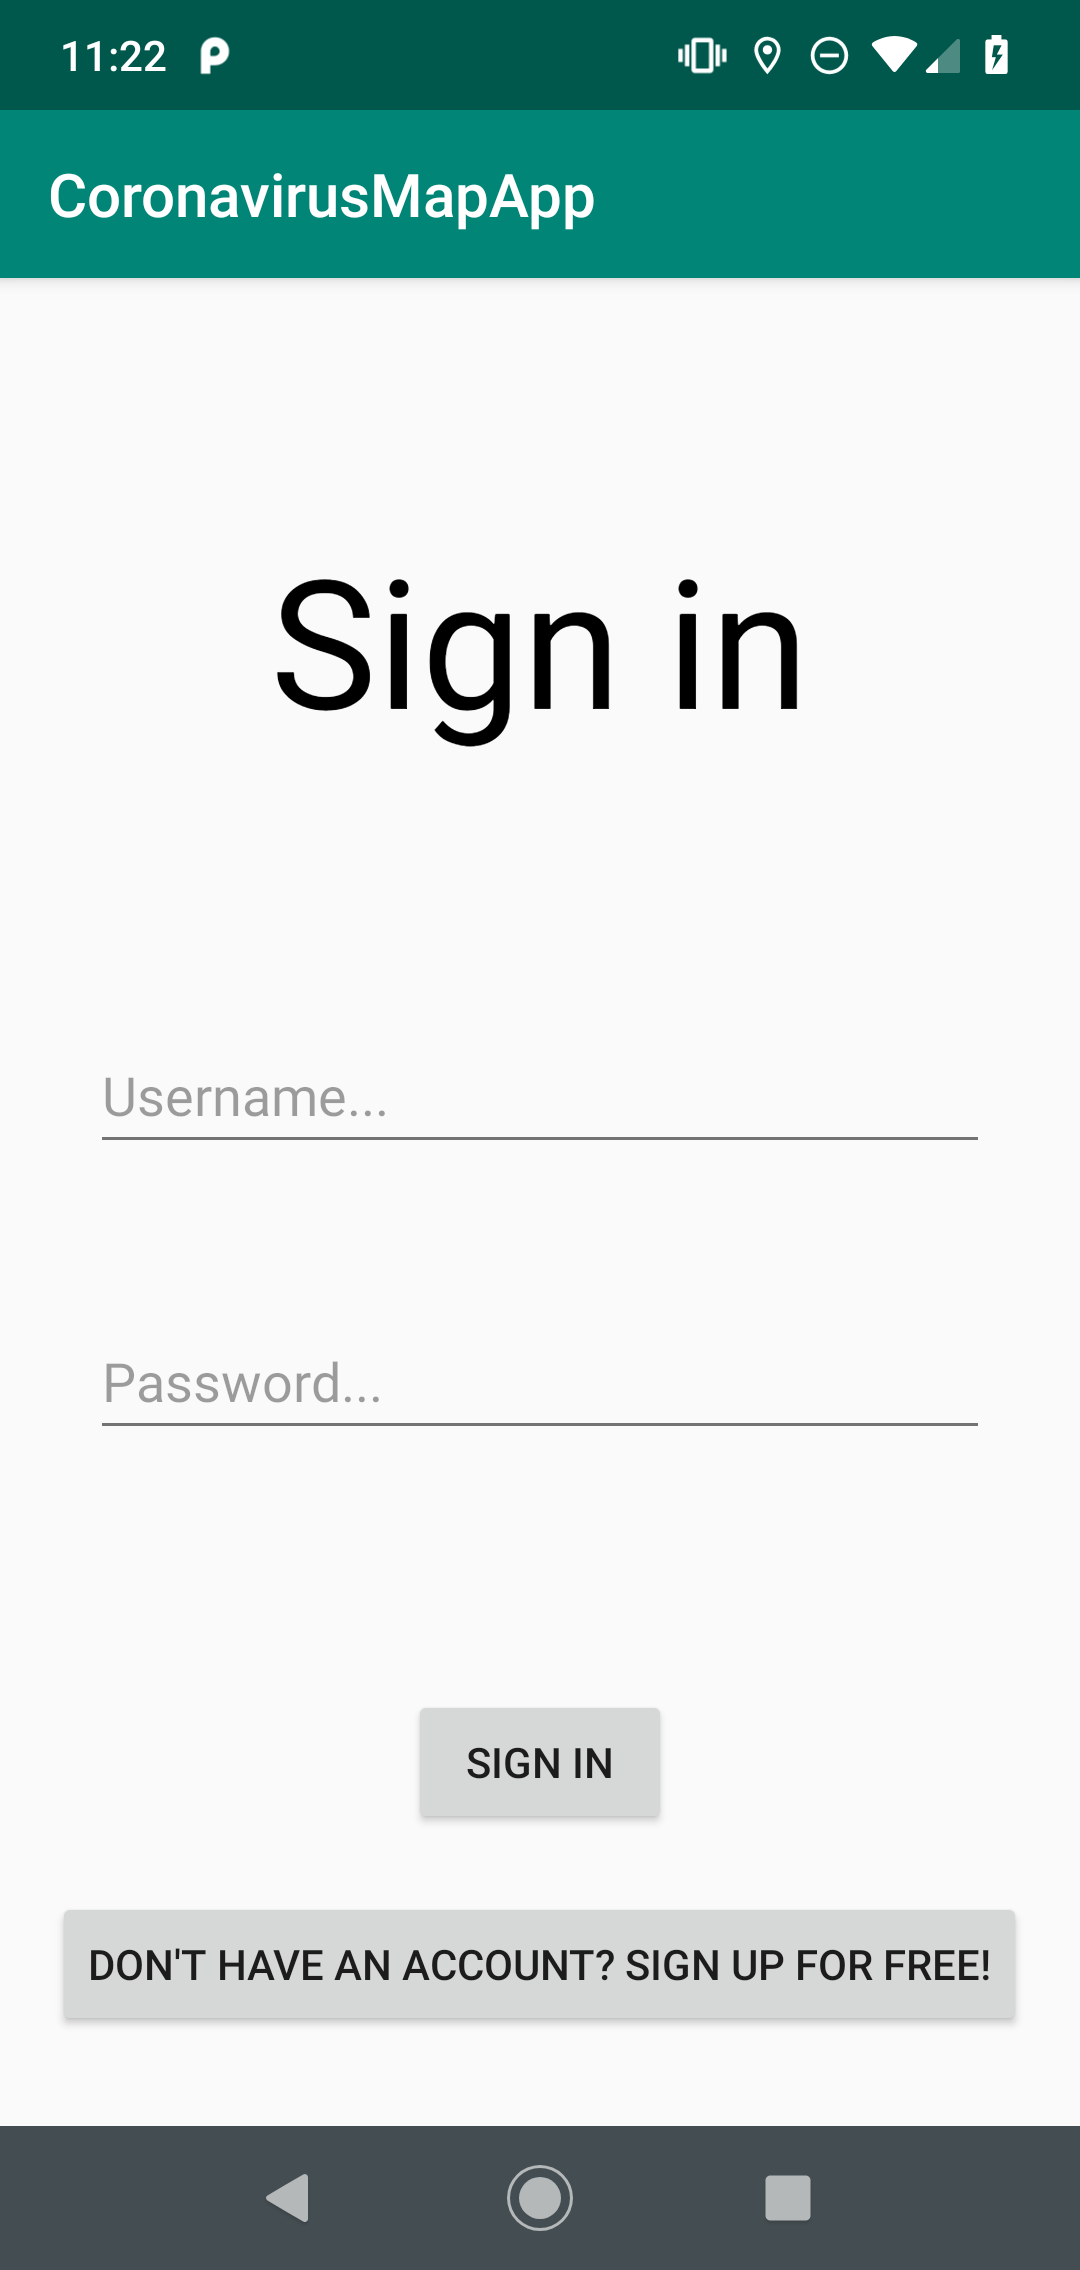 11:22
CoronavirusMapApp
Sign in
Username...
Password...
SIGN IN
DON'T HAVE AN ACCOUNT? SIGN UP FOR FREE!